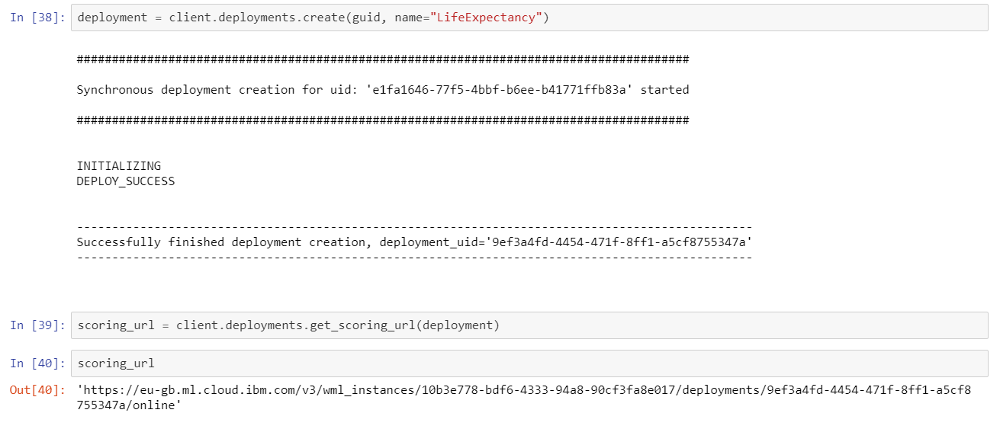 In [38]: deployment = client.deployments.create(guid, name="LifeExpectancy")
#######################################################################################
Synchronous deployment creation for uid: 'e1fa1646-77f5-4bbf-b6ee-b41771ffb83a' started
#######################################################################################
INITIALIZING
DEPLOY_SUCCESS
------------------------------------------------------------------------------------------------
Successfully finished deployment creation, deployment_uid='9ef3a4fd-4454-471f-8ff1-a5cf8755347a'
------------------------------------------------------------------------------------------------
In [39]: scoring_url = client.deployments.get_scoring_url(deployment)
In [40]: scoring_url
Out[40]: 'https://eu-gb.ml.cloud.ibm.com/v3/wml_instances/10b3e778-bdf6-4333-94a8-90cf3fa8e017/deployments/9ef3a4fd-4454-471f-8ff1-a5cf8
755347a/online'